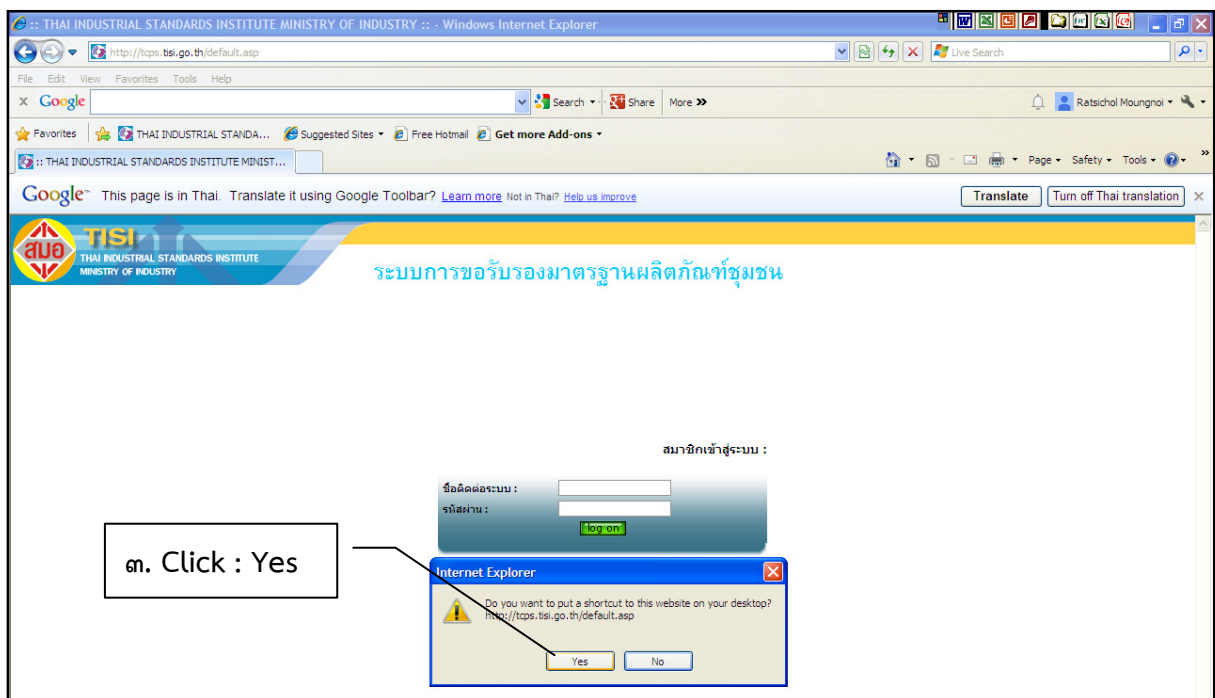 :: THAI INDUSTRIAL STANDARDS INSTITUTE MINISTRY OF INDUSTRY :: - Windows Internet Explorer
http://tcps.tisi.go.th/default.asp
Live Search
File Edit View Favorites Tools Help
x Google Search Share More »
Ratsichol Moungnoi
Favorites THAI INDUSTRIAL STANDA... Suggested Sites Free Hotmail Get more Add-ons
:: THAI INDUSTRIAL STANDARDS INSTITUTE MINIST...
Page Safety Tools »
Google™ This page is in Thai. Translate it using Google Toolbar? Learn more Not in Thai? Help us improve
Translate Turn off Thai translation
สมอ
TISI
THAI INDUSTRIAL STANDARDS INSTITUTE
MINISTRY OF INDUSTRY
ระบบการขอรับรองมาตรฐานผลิตภัณฑ์ชุมชน
สมาชิกเข้าสู่ระบบ :
ชื่อติดต่อระบบ :
รหัสผ่าน :
log on
๓. Click : Yes
Internet Explorer
Do you want to put a shortcut to this website on your desktop?
http://tcps.tisi.go.th/default.asp
Yes No